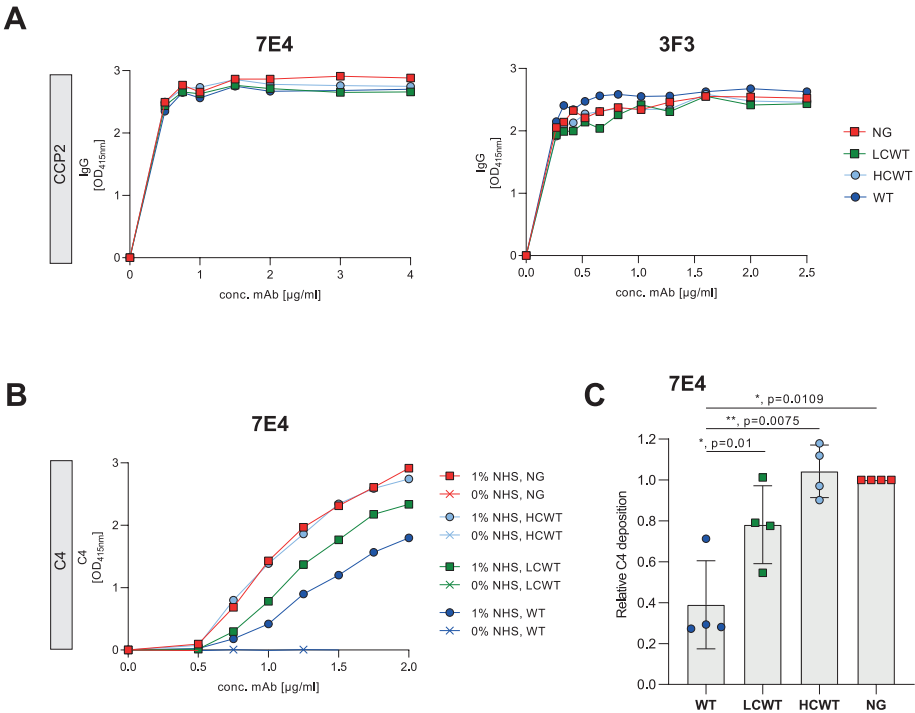 A
7E4
3F3
CCP2
IgG
[OD415nm]
3
2
1
0
0
1
2
3
4
conc. mAb [µg/ml]
IgG
[OD415nm]
3
2
1
0
0.0
0.5
1.0
1.5
2.0
2.5
conc. mAb [µg/ml]
NG
LCWT
HCWT
WT
B
7E4
C4
C4
[OD415nm]
3
2
1
0
0.0
0.5
1.0
1.5
2.0
conc. mAb [µg/ml]
1% NHS, NG
0% NHS, NG
1% NHS, HCWT
0% NHS, HCWT
1% NHS, LCWT
0% NHS, LCWT
1% NHS, WT
0% NHS, WT
C
7E4
*, p=0.0109
**, p=0.0075
*, p=0.01
Relative C4 deposition
1.2
1.0
0.8
0.6
0.4
0.2
0.0
WT
LCWT
HCWT
NG